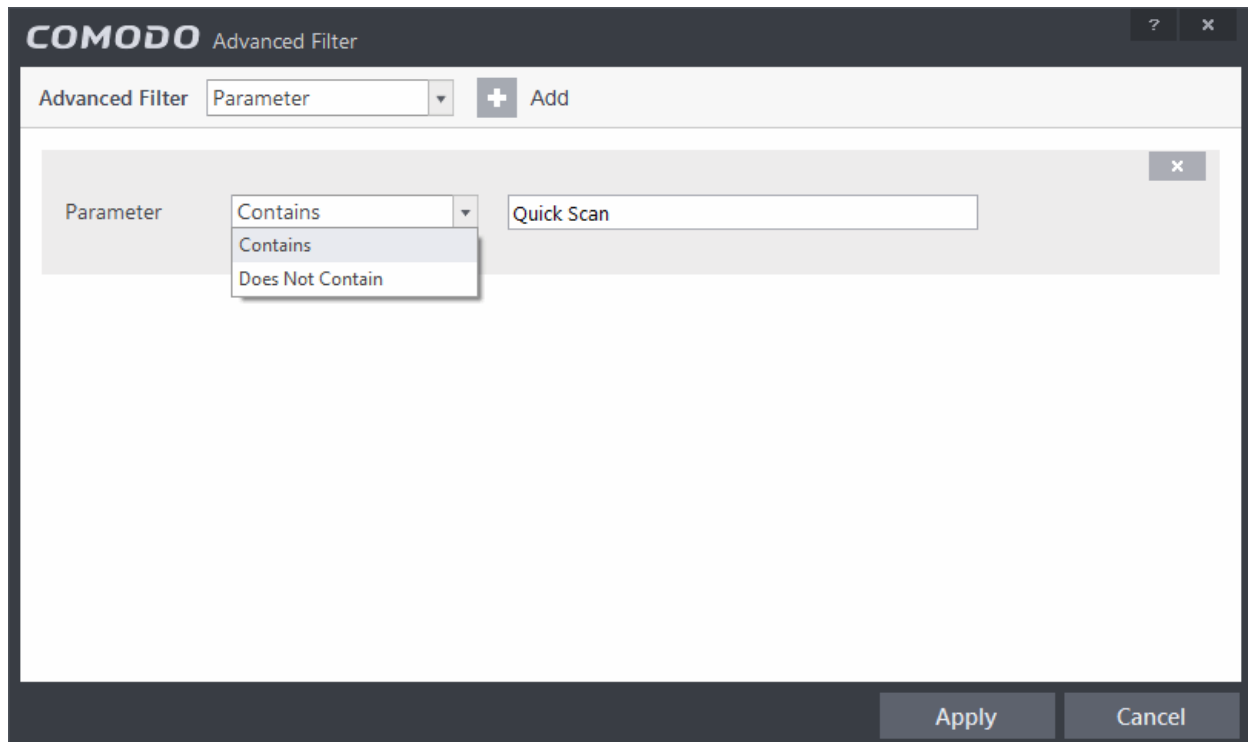 COMODO Advanced Filter ? ×
Advanced Filter Parameter + Add
×
Parameter Contains Quick Scan
Contains
Does Not Contain
Apply Cancel